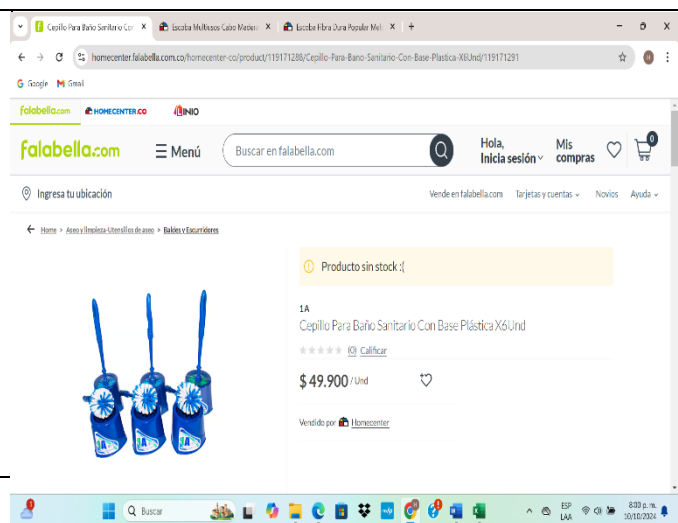 Cepillo Para Baño Sanitario Con
Escoba Multiusos Cabo Madera
Escoba Fibra Dura Popular Mel
homecenter.falabella.com.co/homecenter-co/product/119171288/Cepillo-Para-Bano-Sanitario-Con-Base-Plastica-X6Und/119171291
Google Gmail
falabella.com HOMECENTER.CO LINIO
falabella.com Menú Buscar en falabella.com Hola, Inicia sesión Mis compras 0
Ingresa tu ubicación Vende en falabella.com Tarjetas y cuentas Novios Ayuda
Home > Aseo y limpieza-Utensilios de aseo > Baldes y Escurridores
Producto sin stock :(
1A
Cepillo Para Baño Sanitario Con Base Plástica X6Und
(0) Calificar
$ 49.900 / Und
Vendido por Homecenter
1A 1A 1A
Buscar ESP LAA 8:00 p. m. 10/10/2024